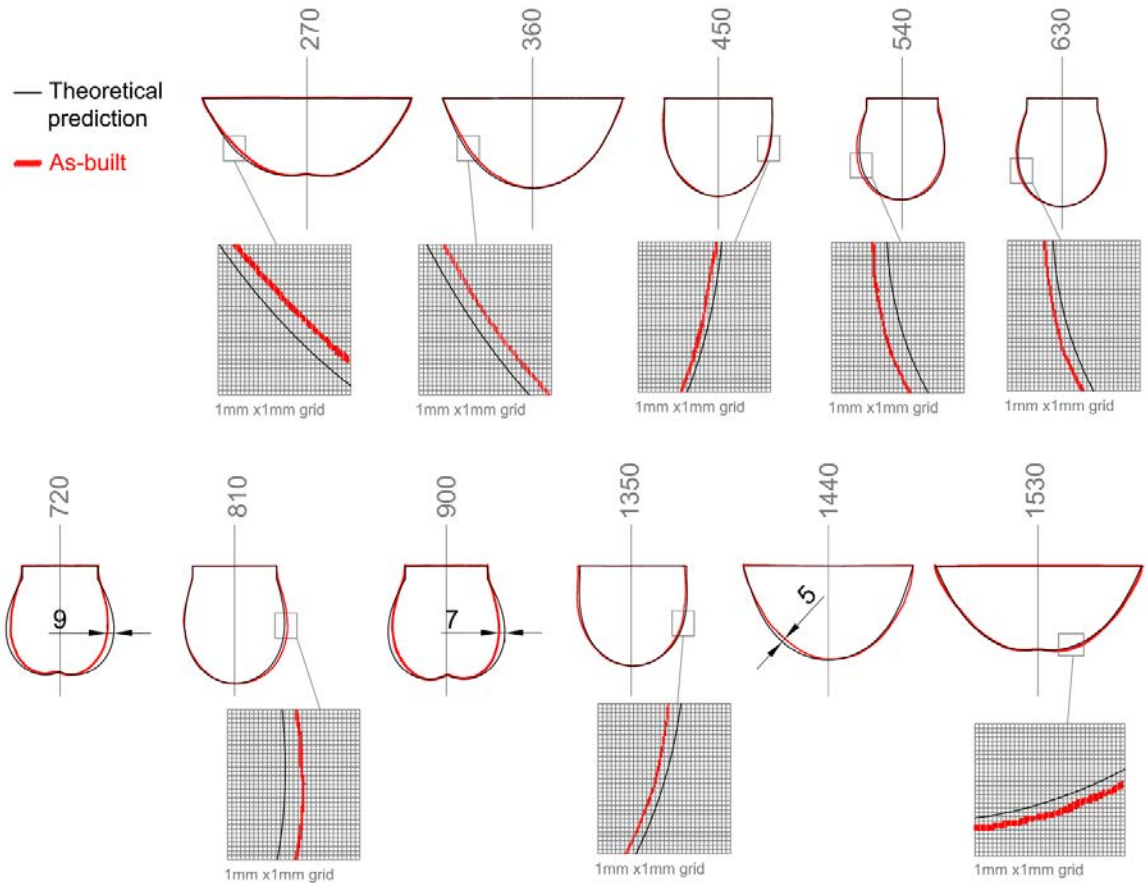 270
360
450
540
630
Theoretical
prediction
As-built
1mm x1mm grid
1mm x1mm grid
1mm x1mm grid
1mm x1mm grid
1mm x1mm grid
720
810
900
1350
1440
1530
9
7
5
1mm x1mm grid
1mm x1mm grid
1mm x1mm grid